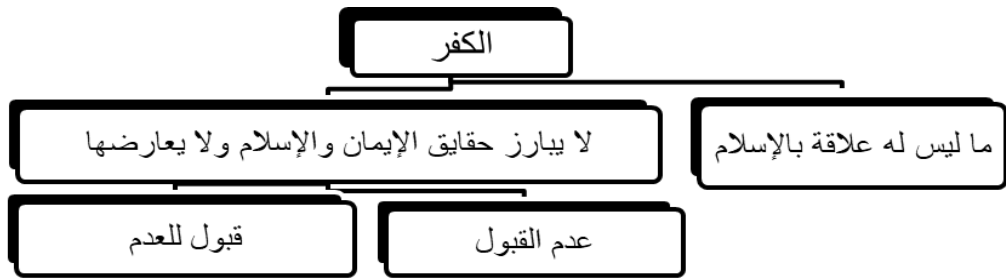 الكفر
ما ليس له علاقة بالإسلام
لا يبارز حقايق الإيمان والإسلام ولا يعارضها
عدم القبول
قبول للعدم